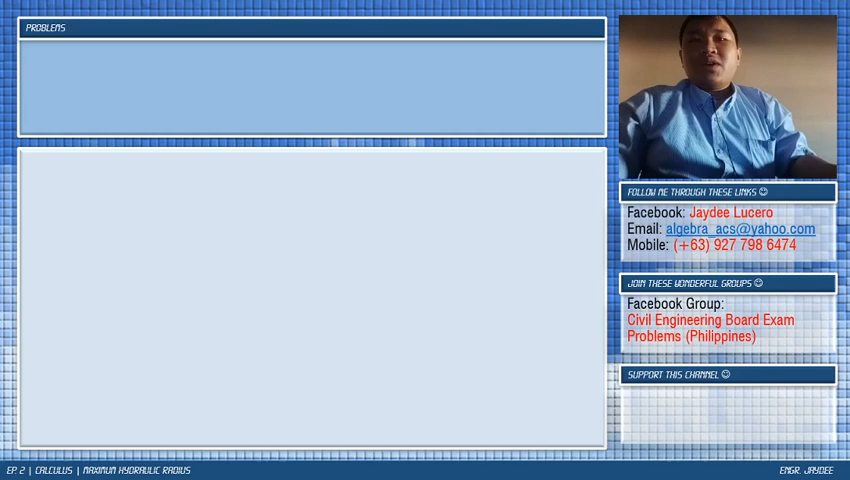 PROBLEMS
FOLLOW ME THROUGH THESE LINKS ☺
Facebook: Jaydee Lucero
Email: algebra_acs@yahoo.com
Mobile: (+63) 927 798 6474
JOIN THESE WONDERFUL GROUPS ☺
Facebook Group:
Civil Engineering Board Exam
Problems (Philippines)
SUPPORT THIS CHANNEL ☺
EP. 2 | CALCULUS | MAXIMUM HYDRAULIC RADIUS
ENGR. JAYDEE